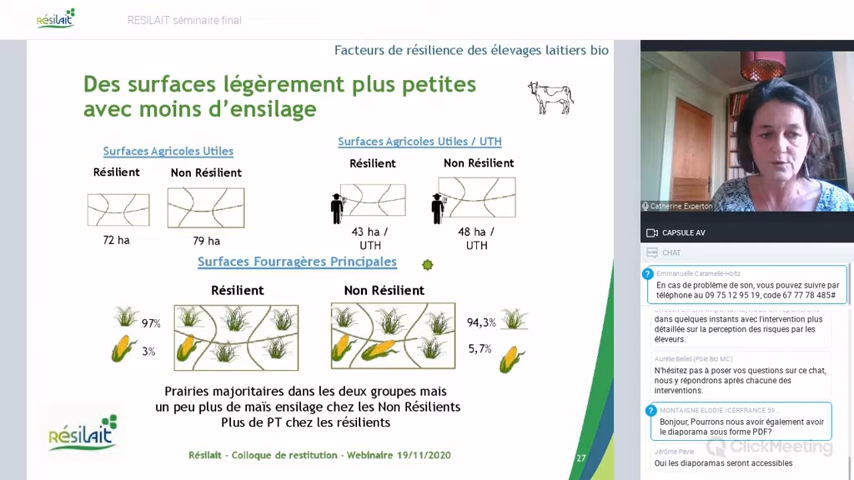 Résilait
RESILAIT séminaire final
Facteurs de résilience des élevages laitiers bio
Des surfaces légèrement plus petites
avec moins d'ensilage
Surfaces Agricoles Utiles
Résilient
Non Résilient
72 ha
79 ha
Surfaces Agricoles Utiles / UTH
Résilient
Non Résilient
43 ha /
UTH
48 ha /
UTH
Surfaces Fourragères Principales
Résilient
Non Résilient
97%
3%
94,3%
5,7%
Prairies majoritaires dans les deux groupes mais
un peu plus de maïs ensilage chez les Non Résilients
Plus de PT chez les résilients
Résilait
Résilait - Colloque de restitution - Webinaire 19/11/2020
27
Catherine Experton
CAPSULE AV
CHAT
? Emmanuelle Caramelle-Holtz
En cas de problème de son, vous pouvez suivre par
téléphone au 09 75 12 95 19, code 67 77 78 485#
dans quelques instants avec l'intervention plus
détaillée sur la perception des risques par les
éleveurs.
Aurélie Belleil (Pôle Bio MC)
N'hésitez pas à poser vos questions sur ce chat,
nous y répondrons après chacune des
interventions.
? MONTAIGNE ELODIE /CERFRANCE 59...
Bonjour, Pourrons nous avoir également avoir
le diaporama sous forme PDF?
ClickMeeting
Jérôme Pavie
Oui les diaporamas seront accessibles